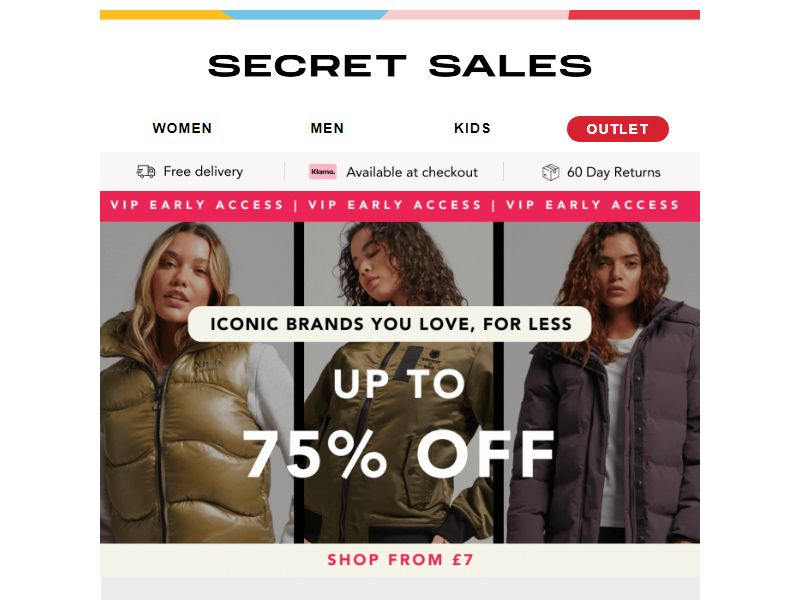 SECRET SALES
WOMEN MEN KIDS OUTLET
Free delivery Klarna. Available at checkout 60 Day Returns
VIP EARLY ACCESS | VIP EARLY ACCESS | VIP EARLY ACCESS
ICONIC BRANDS YOU LOVE, FOR LESS
UP TO
75% OFF
SHOP FROM £7